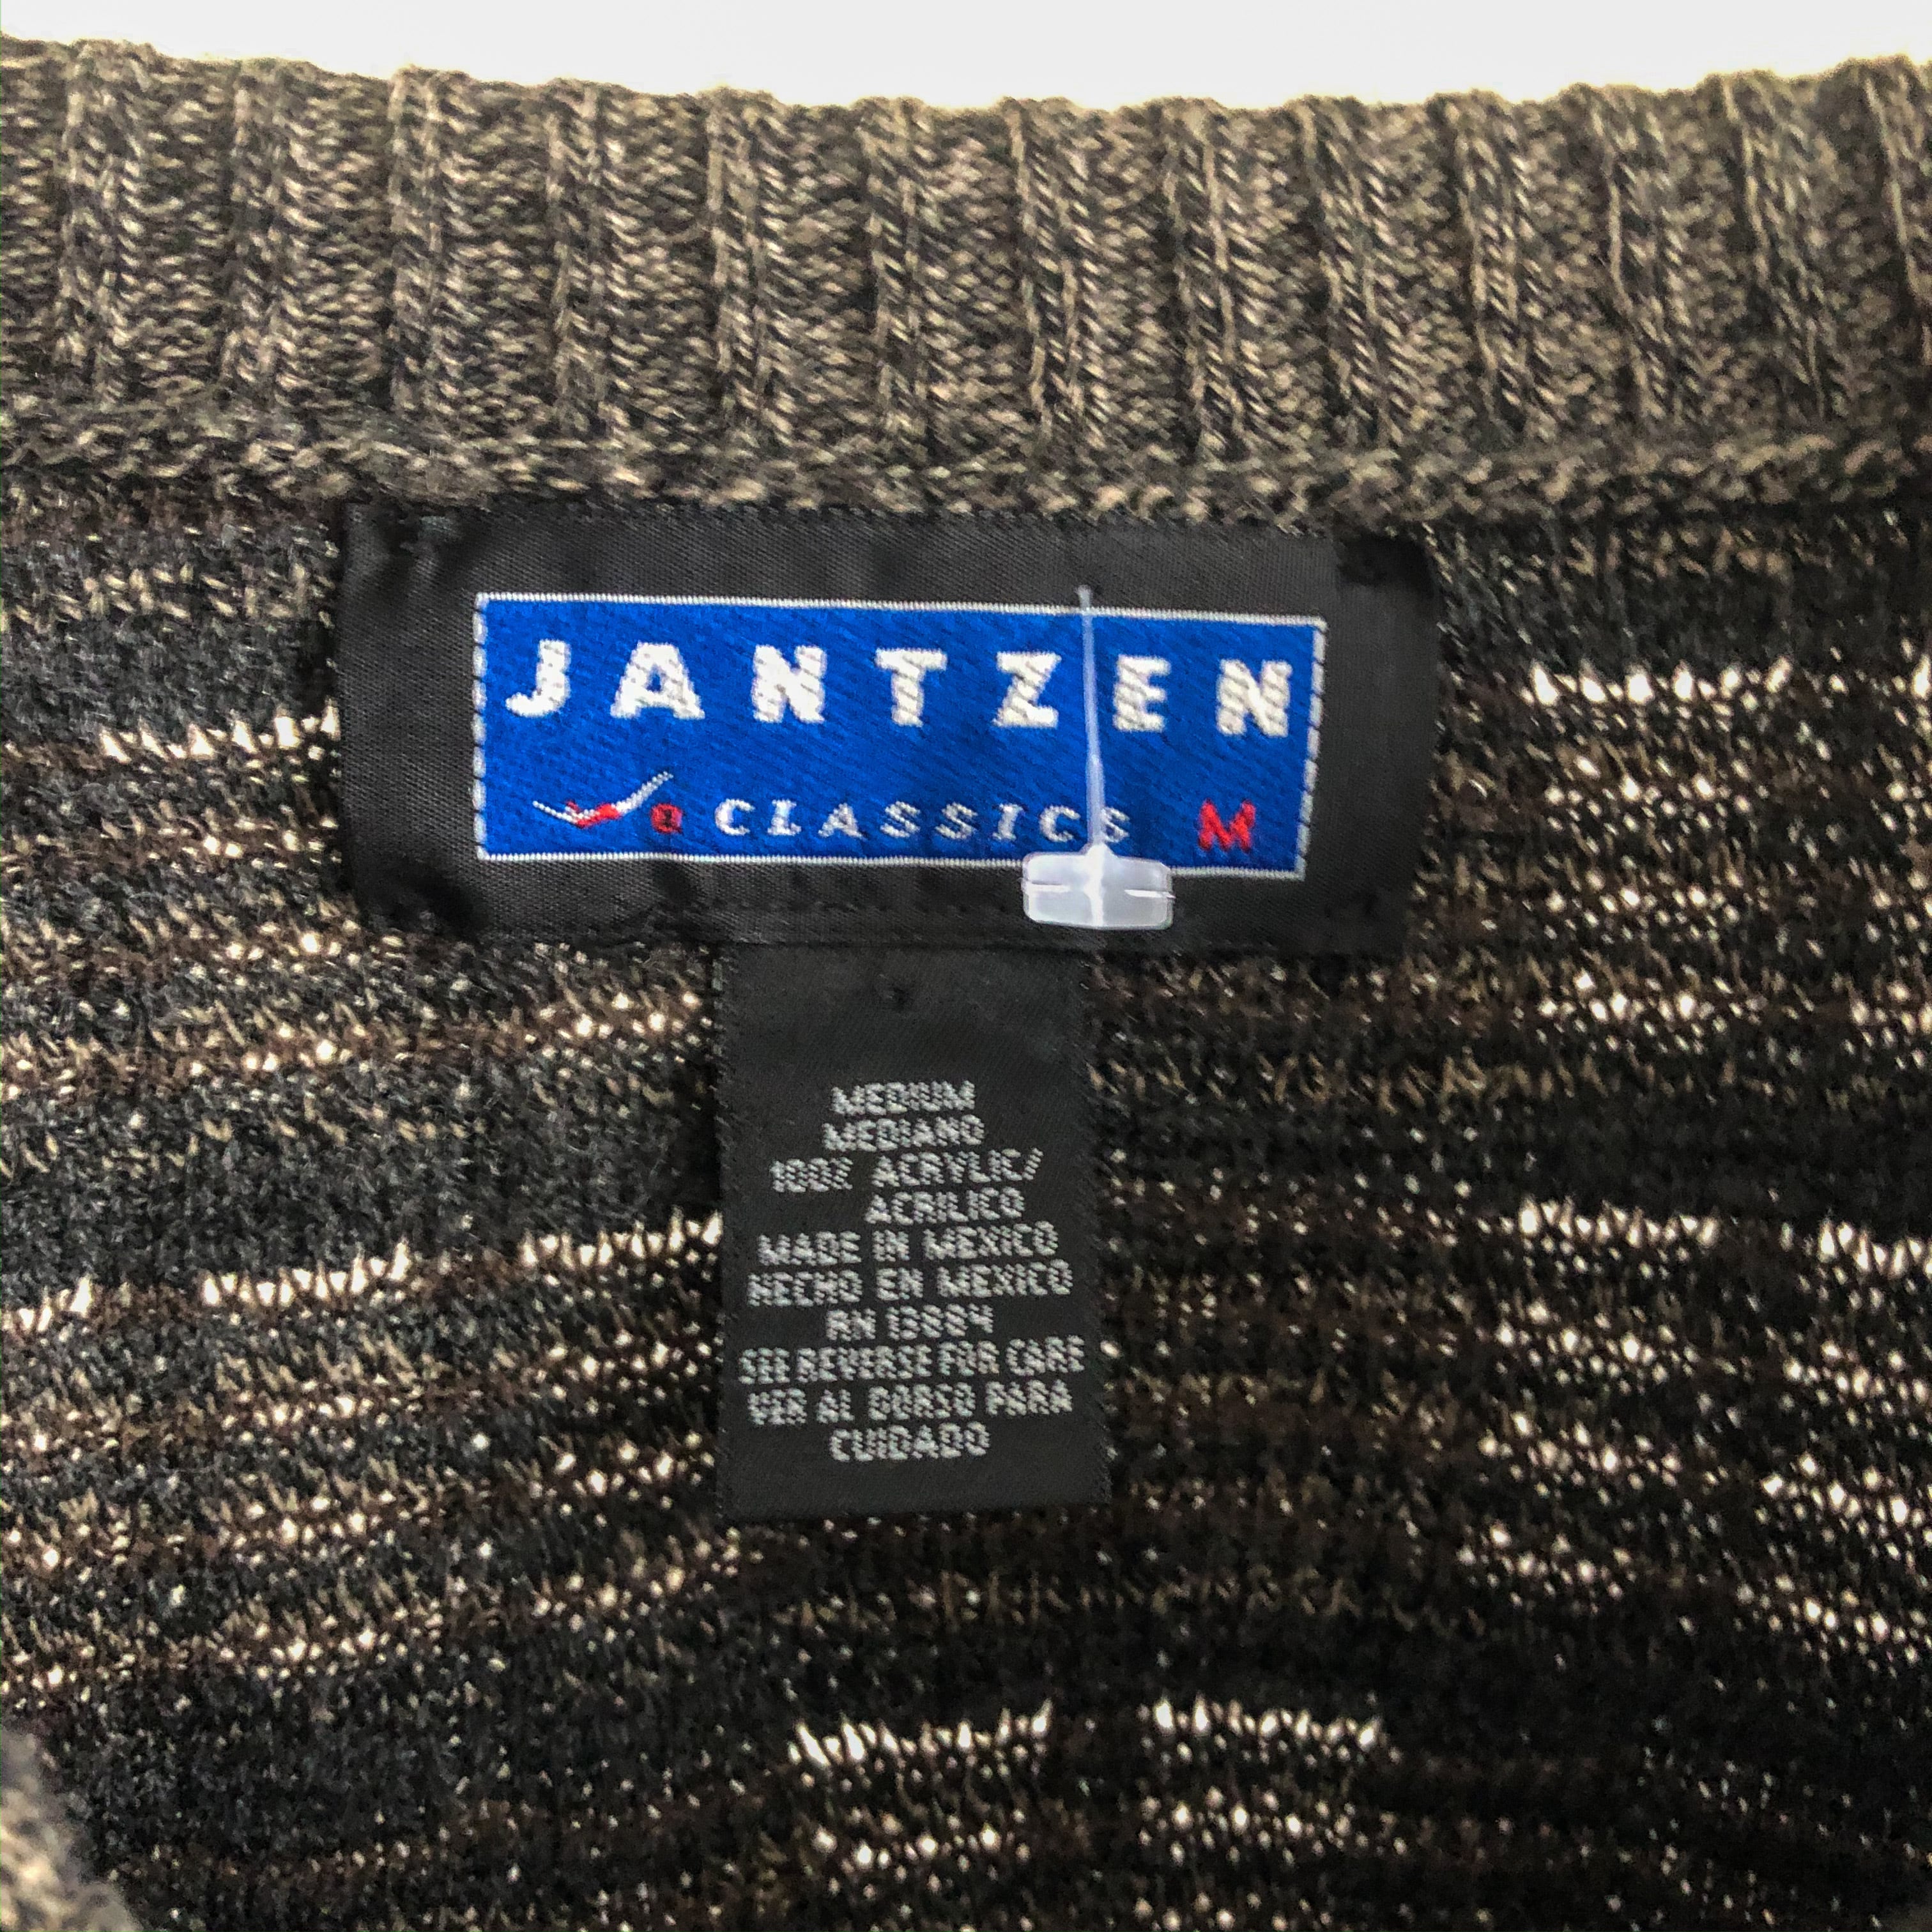 JANTZEN
CLASSICS M
MEDIUM
MEDIANO
100% ACRYLIC/
ACRILICO
MADE IN MEXICO
HECHO EN MEXICO
RN 13884
SEE REVERSE FOR CARE
VER AL DORSO PARA
CUIDADO